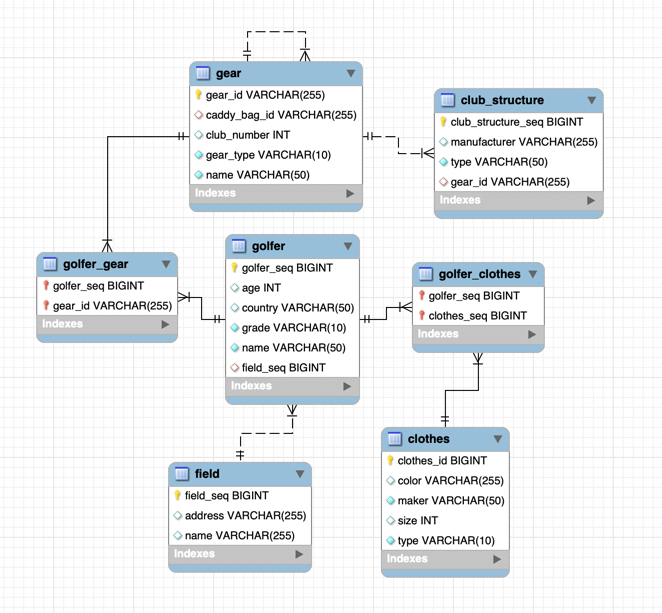 gear
gear_id VARCHAR(255)
caddy_bag_id VARCHAR(255)
club_number INT
gear_type VARCHAR(10)
name VARCHAR(50)
Indexes
club_structure
club_structure_seq BIGINT
manufacturer VARCHAR(255)
type VARCHAR(50)
gear_id VARCHAR(255)
Indexes
golfer_gear
golfer_seq BIGINT
gear_id VARCHAR(255)
Indexes
golfer
golfer_seq BIGINT
age INT
country VARCHAR(50)
grade VARCHAR(10)
name VARCHAR(50)
field_seq BIGINT
Indexes
golfer_clothes
golfer_seq BIGINT
clothes_seq BIGINT
Indexes
field
field_seq BIGINT
address VARCHAR(255)
name VARCHAR(255)
Indexes
clothes
clothes_id BIGINT
color VARCHAR(255)
maker VARCHAR(50)
size INT
type VARCHAR(10)
Indexes